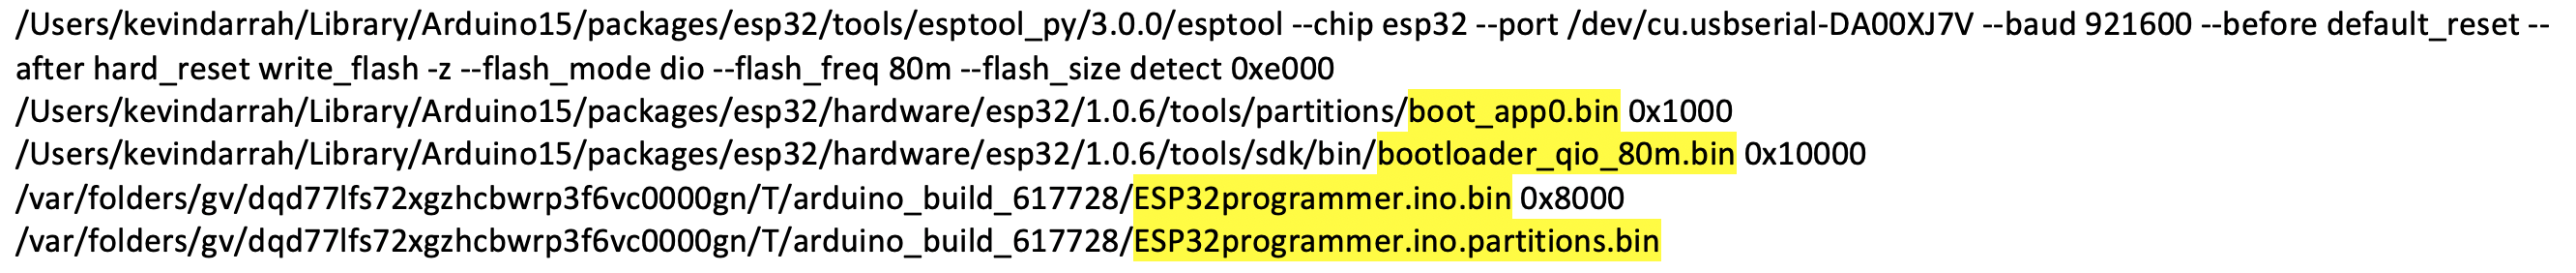 /Users/kevindarrah/Library/Arduino15/packages/esp32/tools/esptool_py/3.0.0/esptool --chip esp32 --port /dev/cu.usbserial-DA00XJ7V --baud 921600 --before default_reset --
after hard_reset write_flash -z --flash_mode dio --flash_freq 80m --flash_size detect 0xe000
/Users/kevindarrah/Library/Arduino15/packages/esp32/hardware/esp32/1.0.6/tools/partitions/boot_app0.bin 0x1000
/Users/kevindarrah/Library/Arduino15/packages/esp32/hardware/esp32/1.0.6/tools/sdk/bin/bootloader_qio_80m.bin 0x10000
/var/folders/gv/dqd77lfs72xgzhcbwrp3f6vc0000gn/T/arduino_build_617728/ESP32programmer.ino.bin 0x8000
/var/folders/gv/dqd77lfs72xgzhcbwrp3f6vc0000gn/T/arduino_build_617728/ESP32programmer.ino.partitions.bin